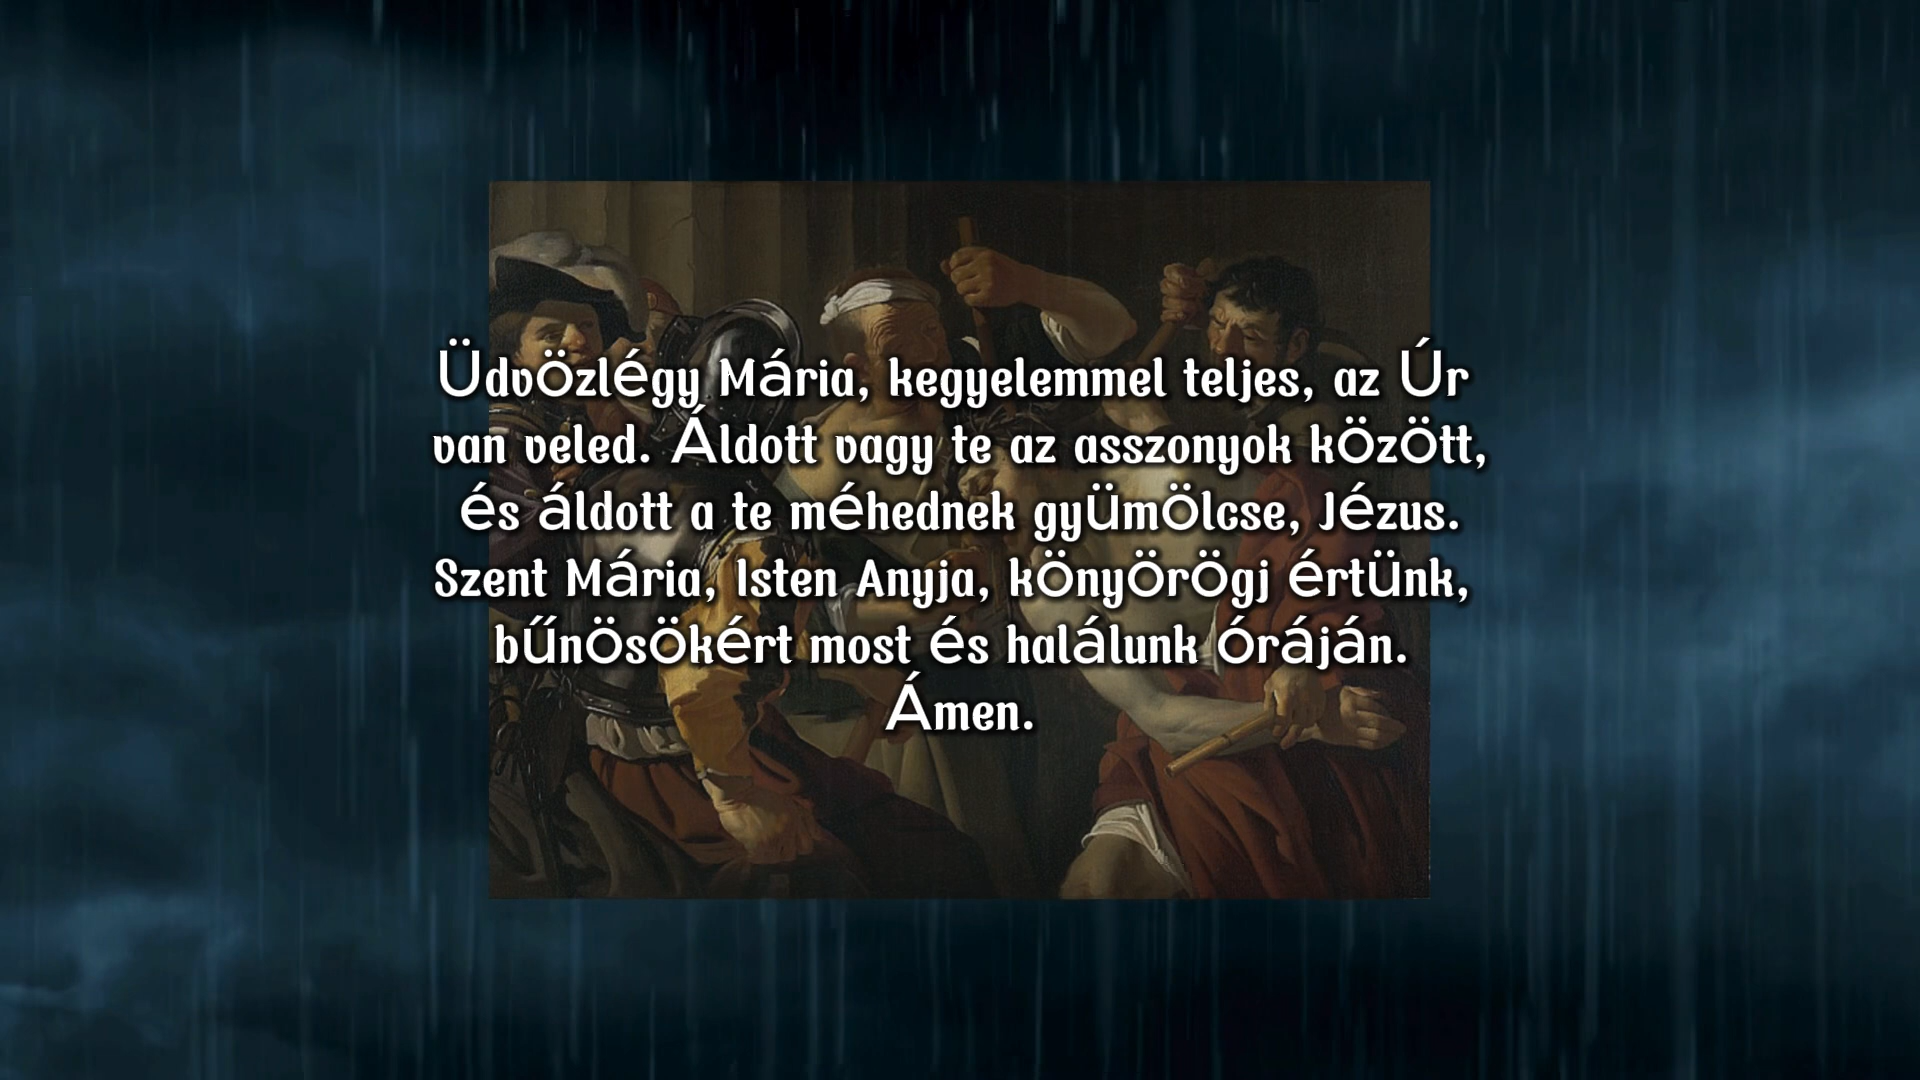 Üdvözlégy Mária, kegyelemmel teljes, az Úr
van veled. Áldott vagy te az asszonyok között,
és áldott a te méhednek gyümölcse, Jézus.
Szent Mária, Isten Anyja, könyörögj értünk,
bűnösökért most és halálunk óráján.
Ámen.